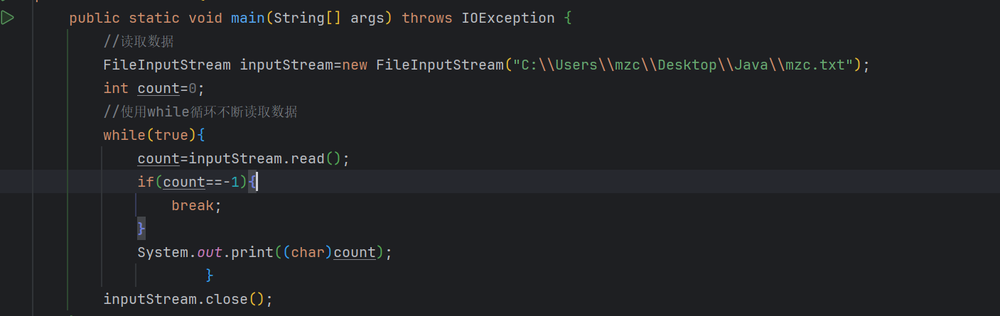 public static void main(String[] args) throws IOException {
//读取数据
FileInputStream inputStream=new FileInputStream("C:\\Users\\mzc\\Desktop\\Java\\mzc.txt");
int count=0;
//使用while循环不断读取数据
while(true){
count=inputStream.read();
if(count==-1){
break;
}
System.out.print((char)count);
}
inputStream.close();